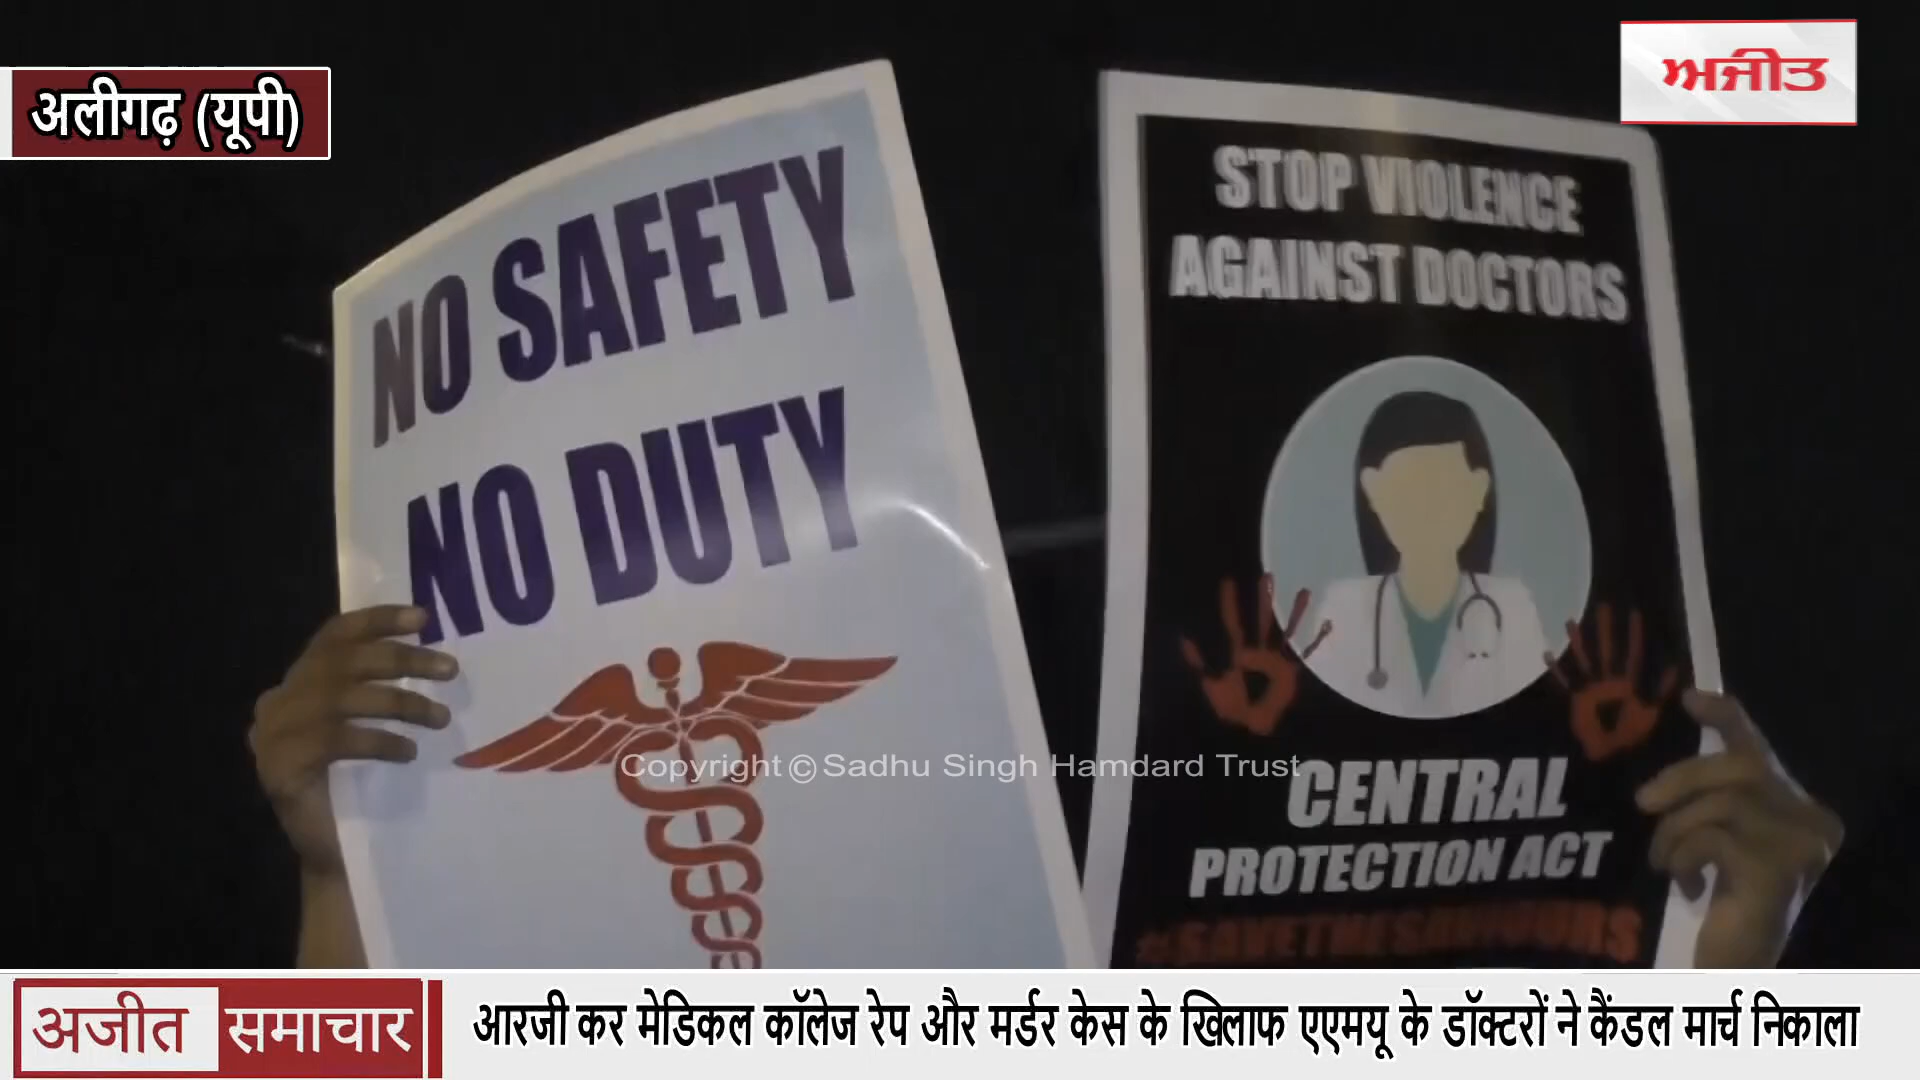 अलीगढ़ (यूपी)
ਅਜੀਤ
NO SAFETY
NO DUTY
STOP VIOLENCE
AGAINST DOCTORS
CENTRAL
PROTECTION ACT
#SAVETHESAVIOURS
Copyright © Sadhu Singh Hamdard Trust
अजीत समाचार
आरजी कर मेडिकल कॉलेज रेप और मर्डर केस के खिलाफ एएमयू के डॉक्टरों ने कैंडल मार्च निकाला